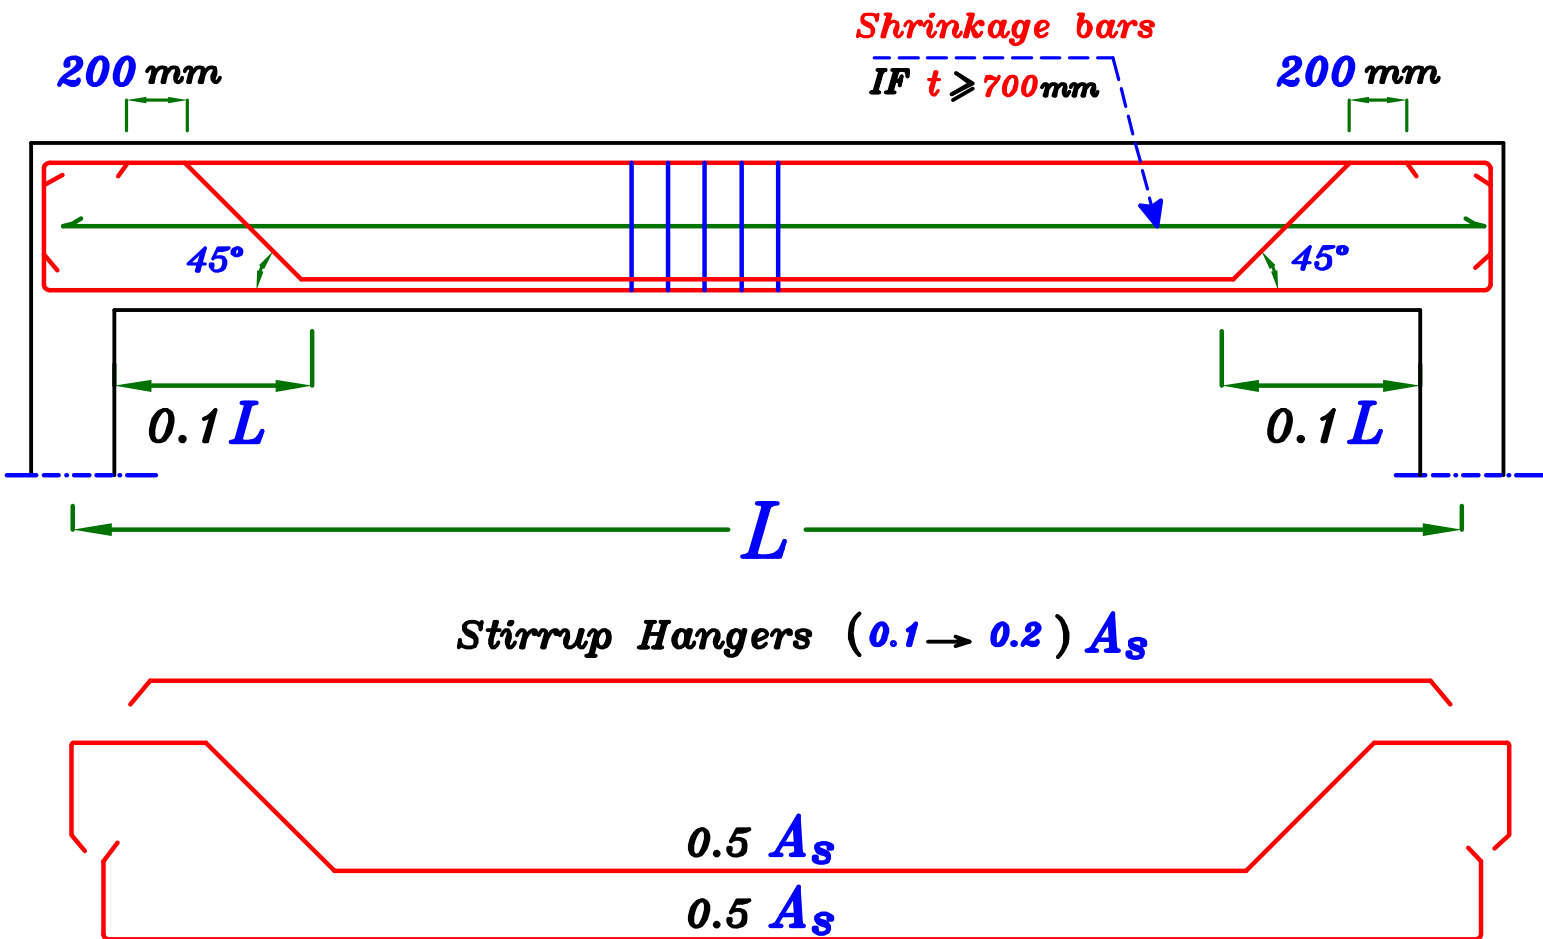 Shrinkage bars
200 mm
IF t ⩾ 700mm
200 mm
45°
45°
0.1 L
0.1 L
L
Stirrup Hangers (0.1 → 0.2) As
0.5 As
0.5 As